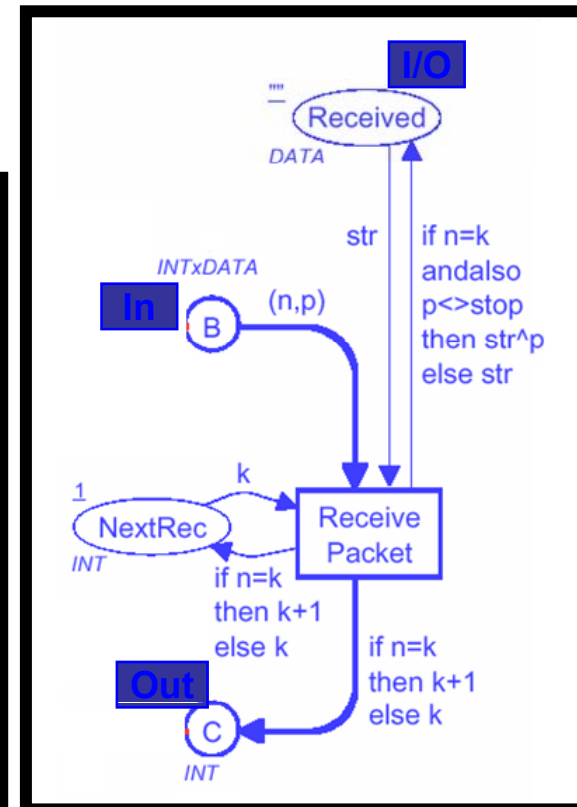 I/O
""
Received
DATA
str
if n=k
andalso
p<>stop
then str^p
else str
INTxDATA
In
B
(n,p)
k
1
NextRec
INT
Receive
Packet
if n=k
then k+1
else k
if n=k
then k+1
else k
Out
C
INT